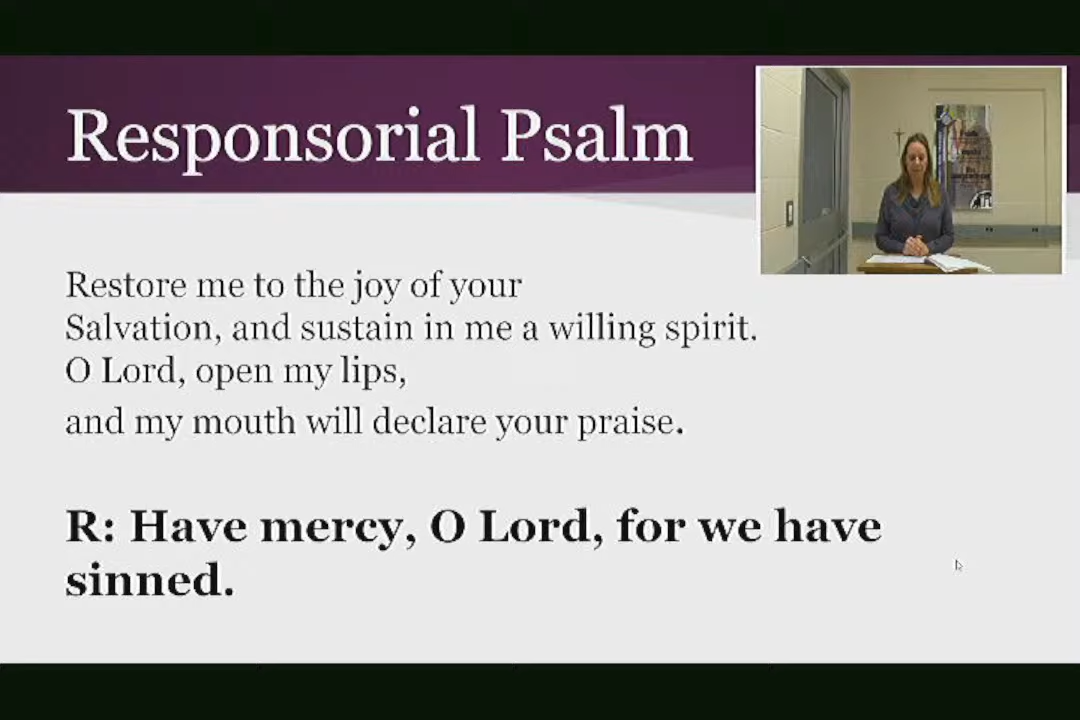 Responsorial Psalm
Restore me to the joy of your
Salvation, and sustain in me a willing spirit.
O Lord, open my lips,
and my mouth will declare your praise.
R: Have mercy, O Lord, for we have
sinned.